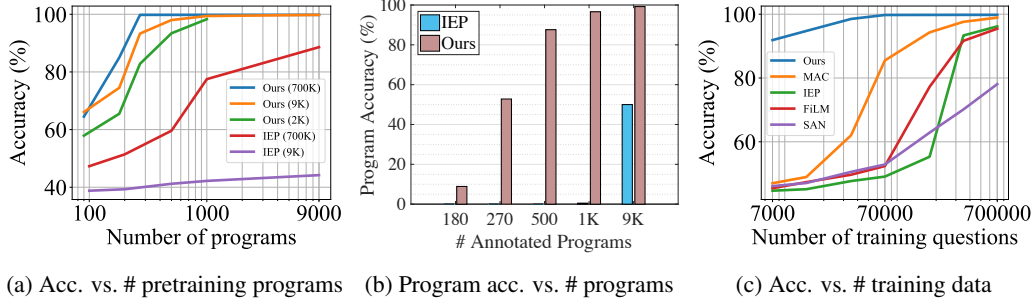 Accuracy (%)
100
80
60
40
100
1000
9000
Number of programs
Ours (700K)
Ours (9K)
Ours (2K)
IEP (700K)
IEP (9K)
(a) Acc. vs. # pretraining programs
Program Accuracy (%)
100
80
60
40
20
0
180
270
500
1K
9K
# Annotated Programs
IEP
Ours
(b) Program acc. vs. # programs
Accuracy (%)
100
80
60
7000
70000
700000
Number of training questions
Ours
MAC
IEP
FiLM
SAN
(c) Acc. vs. # training data